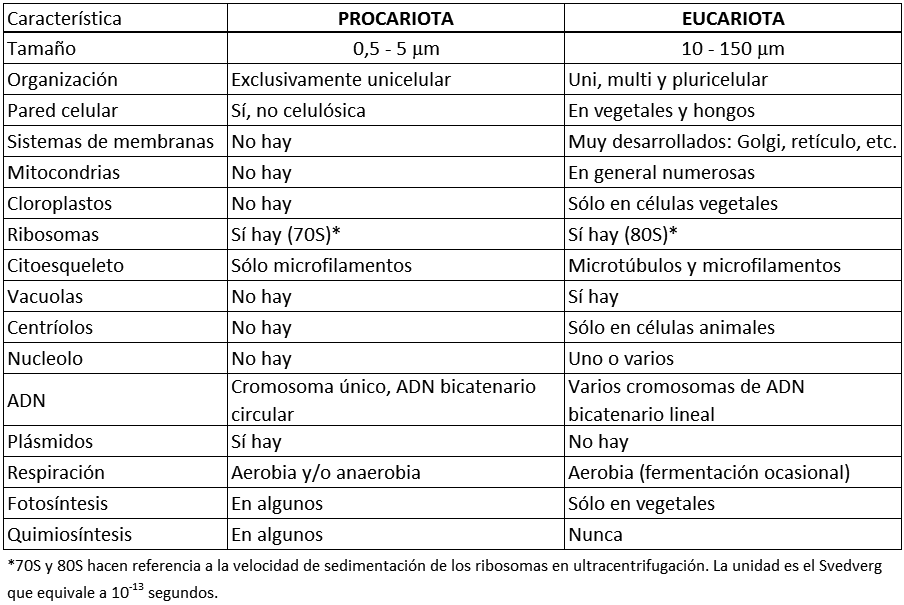 Característica PROCARIOTA EUCARIOTA
Tamaño 0,5 - 5 µm 10 - 150 µm
Organización Exclusivamente unicelular Uni, multi y pluricelular
Pared celular Sí, no celulósica En vegetales y hongos
Sistemas de membranas No hay Muy desarrollados: Golgi, retículo, etc.
Mitocondrias No hay En general numerosas
Cloroplastos No hay Sólo en células vegetales
Ribosomas Sí hay (70S)* Sí hay (80S)*
Citoesqueleto Sólo microfilamentos Microtúbulos y microfilamentos
Vacuolas No hay Sí hay
Centríolos No hay Sólo en células animales
Nucleolo No hay Uno o varios
ADN Cromosoma único, ADN bicatenario Varios cromosomas de ADN
circular bicatenario lineal
Plásmidos Sí hay No hay
Respiración Aerobia y/o anaerobia Aerobia (fermentación ocasional)
Fotosíntesis En algunos Sólo en vegetales
Quimiosíntesis En algunos Nunca
*70S y 80S hacen referencia a la velocidad de sedimentación de los ribosomas en ultracentrifugación. La unidad es el Svedverg
que equivale a 10⁻¹³ segundos.